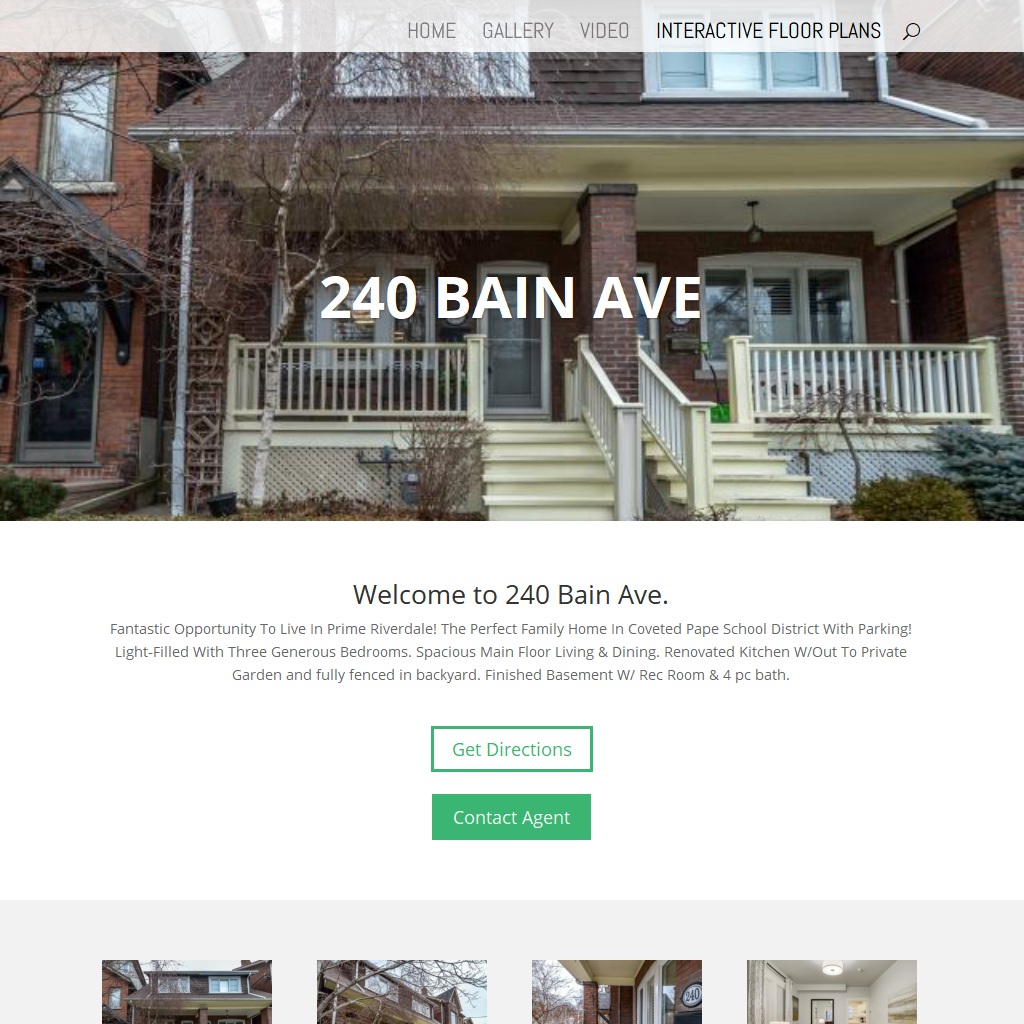 HOME GALLERY VIDEO INTERACTIVE FLOOR PLANS
240 BAIN AVE
Welcome to 240 Bain Ave.
Fantastic Opportunity To Live In Prime Riverdale! The Perfect Family Home In Coveted Pape School District With Parking!
Light-Filled With Three Generous Bedrooms. Spacious Main Floor Living & Dining. Renovated Kitchen W/Out To Private
Garden and fully fenced in backyard. Finished Basement W/ Rec Room & 4 pc bath.
Get Directions
Contact Agent
240